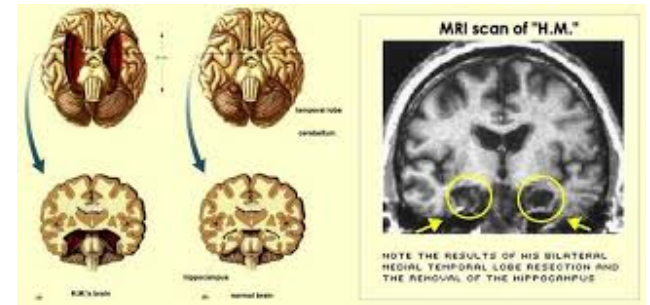 temporal lobe
cerebellum
hippocampus
H.M.'s brain
normal brain
MRI scan of "H.M."
NOTE THE RESULTS OF HIS BILATERAL
MEDIAL TEMPORAL LOBE RESECTION AND
THE REMOVAL OF THE HIPPOCAMPUS